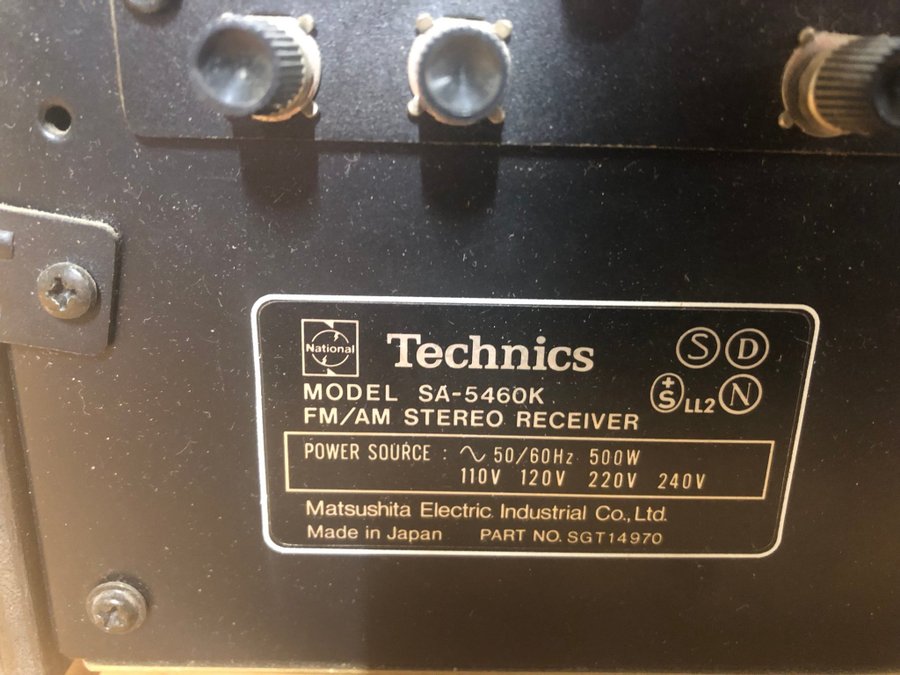 National
Technics
S D
MODEL SA-5460K
+S LL2 N
FM/AM STEREO RECEIVER
POWER SOURCE : ∿ 50/60Hz 500W
110V 120V 220V 240V
Matsushita Electric Industrial Co., Ltd.
Made in Japan PART NO. SGT14970